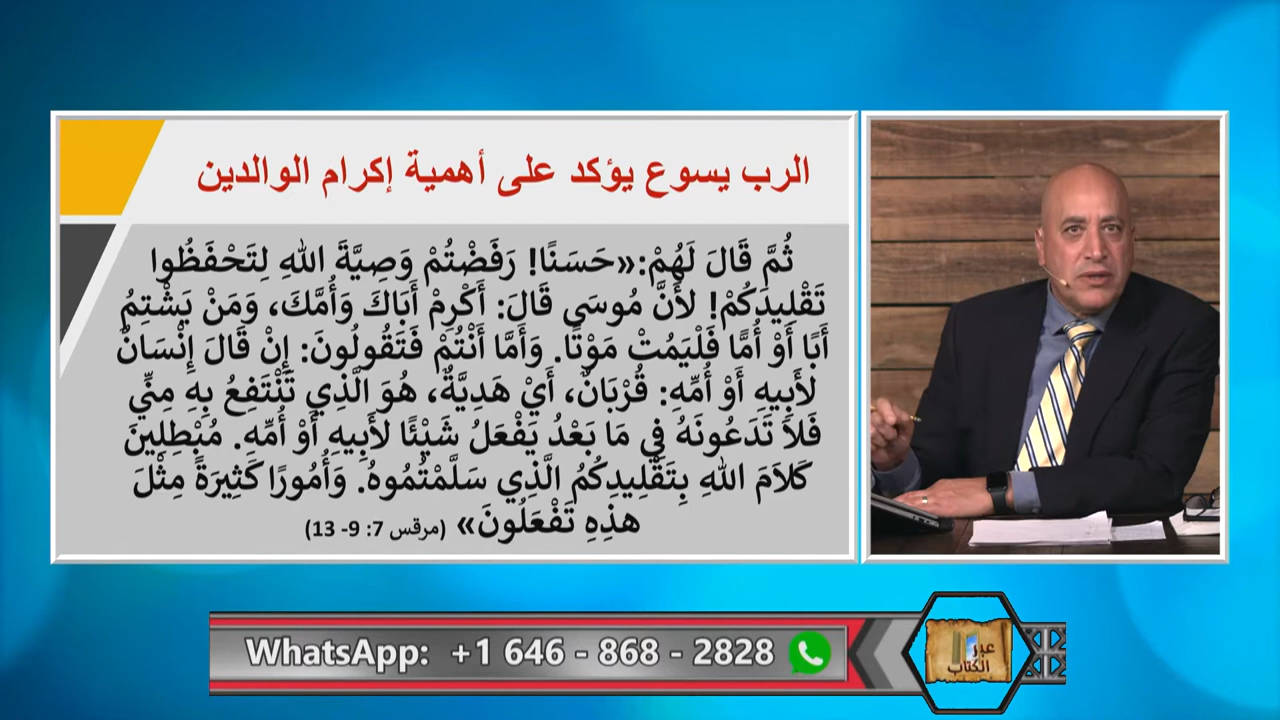 الرب يسوع يؤكد على أهمية إكرام الوالدين
ثُمَّ قَالَ لَهُمْ:«حَسَنًا! رَفَضْتُمْ وَصِيَّةَ اللهِ لِتَحْفَظُوا
تَقْلِيدَكُمْ! لأَنَّ مُوسَى قَالَ: أَكْرِمْ أَبَاكَ وَأُمَّكَ، وَمَنْ يَشْتِمُ
أَبًا أَوْ أُمًّا فَلْيَمُتْ مَوْتًا. وَأَمَّا أَنْتُمْ فَتَقُولُونَ: إِنْ قَالَ إِنْسَانٌ
لأَبِيهِ أَوْ أُمِّهِ: قُرْبَانٌ، أَيْ هَدِيَّةٌ، هُوَ الَّذِي تَنْتَفِعُ بِهِ مِنِّي
فَلاَ تَدَعُونَهُ فِي مَا بَعْدُ يَفْعَلُ شَيْئًا لأَبِيهِ أَوْ أُمِّهِ. مُبْطِلِينَ
كَلاَمَ اللهِ بِتَقْلِيدِكُمُ الَّذِي سَلَّمْتُمُوهُ. وَأُمُورًا كَثِيرَةً مِثْلَ
هذِهِ تَفْعَلُونَ» (مرقس 7: 9- 13)
WhatsApp: +1 646 - 868 - 2828
عبر
الكتاب